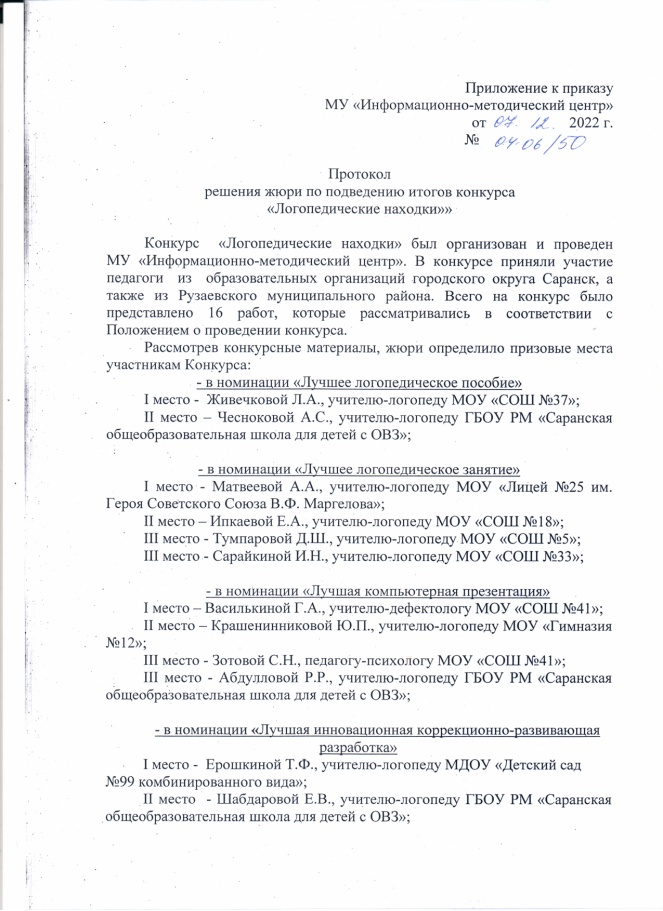 Приложение к приказу
МУ «Информационно-методический центр»
от 07. 12. 2022 г.
№ 04-06/50
Протокол
решения жюри по подведению итогов конкурса
«Логопедические находки»»
Конкурс «Логопедические находки» был организован и проведен
МУ «Информационно-методический центр». В конкурсе приняли участие
педагоги из образовательных организаций городского округа Саранск, а
также из Рузаевского муниципального района. Всего на конкурс было
представлено 16 работ, которые рассматривались в соответствии с
Положением о проведении конкурса.
Рассмотрев конкурсные материалы, жюри определило призовые места
участникам Конкурса:
- в номинации «Лучшее логопедическое пособие»
I место - Живечковой Л.А., учителю-логопеду МОУ «СОШ №37»;
II место – Чесноковой А.С., учителю-логопеду ГБОУ РМ «Саранская
общеобразовательная школа для детей с ОВЗ»;
- в номинации «Лучшее логопедическое занятие»
I место - Матвеевой А.А., учителю-логопеду МОУ «Лицей №25 им.
Героя Советского Союза В.Ф. Маргелова»;
II место – Ипкаевой Е.А., учителю-логопеду МОУ «СОШ №18»;
III место - Тумпаровой Д.Ш., учителю-логопеду МОУ «СОШ №5»;
III место - Сарайкиной И.Н., учителю-логопеду МОУ «СОШ №33»;
- в номинации «Лучшая компьютерная презентация»
I место – Василькиной Г.А., учителю-дефектологу МОУ «СОШ №41»;
II место – Крашенинниковой Ю.П., учителю-логопеду МОУ «Гимназия
№12»;
III место - Зотовой С.Н., педагогу-психологу МОУ «СОШ №41»;
III место - Абдулловой Р.Р., учителю-логопеду ГБОУ РМ «Саранская
общеобразовательная школа для детей с ОВЗ»;
- в номинации «Лучшая инновационная коррекционно-развивающая
разработка»
I место - Ерошкиной Т.Ф., учителю-логопеду МДОУ «Детский сад
№99 комбинированного вида»;
II место - Шабдаровой Е.В., учителю-логопеду ГБОУ РМ «Саранская
общеобразовательная школа для детей с ОВЗ»;